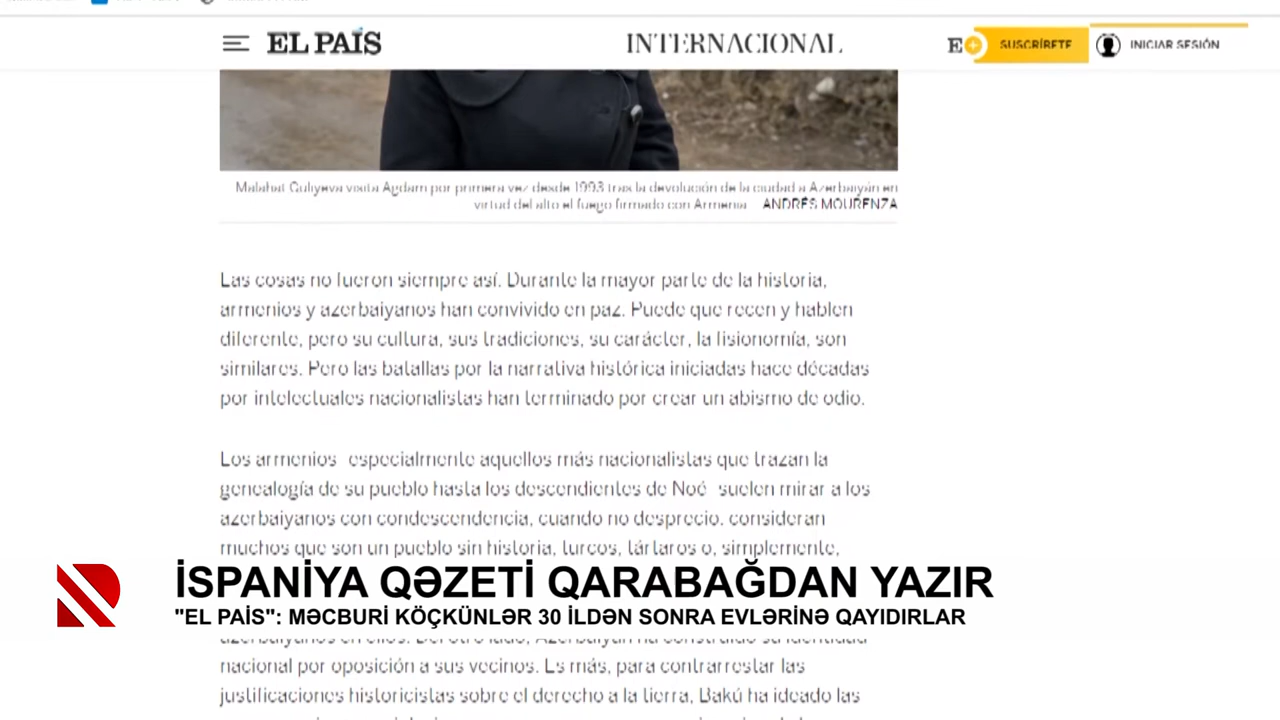 EL PAÍS
INTERNACIONAL
E+
SUSCRÍBETE
INICIAR SESIÓN
Malahat Guliyeva visita Agdam por primera vez desde 1993 tras la devolución de la ciudad a Azerbaiyán en
virtud del alto el fuego firmado con Armenia ANDRÉS MOURENZA
Las cosas no fueron siempre así. Durante la mayor parte de la historia,
armenios y azerbaiyanos han convivido en paz. Puede que recen y hablen
diferente, pero su cultura, sus tradiciones, su carácter, la fisionomía, son
similares. Pero las batallas por la narrativa histórica iniciadas hace décadas
por intelectuales nacionalistas han terminado por crear un abismo de odio.
Los armenios especialmente aquellos más nacionalistas que trazan la
genealogía de su pueblo hasta los descendientes de Noé suelen mirar a los
azerbaiyanos con condescendencia, cuando no desprecio. consideran
muchos que son un pueblo sin historia, turcos, tártaros o, simplemente,
İSPANİYA QƏZETİ QARABAĞDAN YAZIR
"EL PAİS": MƏCBURİ KÖÇKÜNLƏR 30 İLDƏN SONRA EVLƏRİNƏ QAYIDIRLAR
azerbaiyanos en ellos. Del otro lado, Azerbaiyán ha construido su identidad
nacional por oposición a sus vecinos. Es más, para contrarrestar las
justificaciones historicistas sobre el derecho a la tierra, Bakú ha ideado las